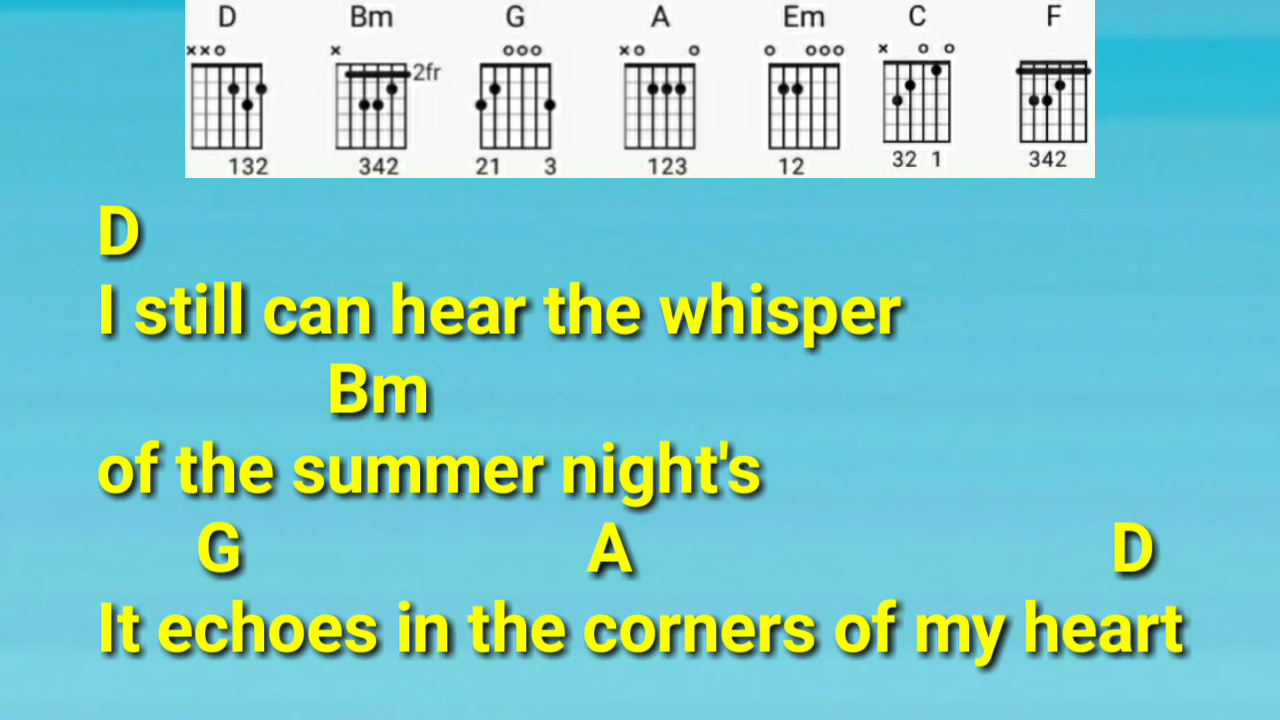 D Bm G A Em C F
xxo x ooo xo o o ooo x o o
2fr
132 342 21 3 123 12 32 1 342
D
I still can hear the whisper
Bm
of the summer night's
G A D
It echoes in the corners of my heart